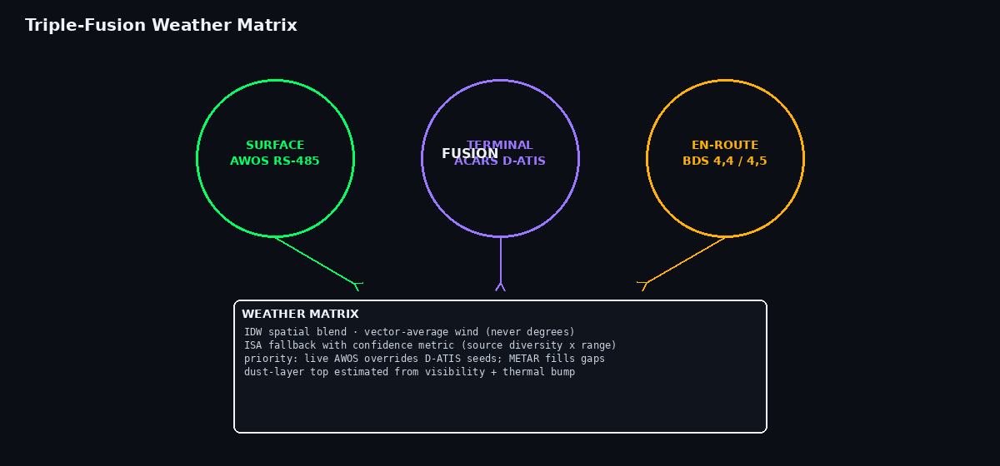 Triple-Fusion Weather Matrix
SURFACE
AWOS RS-485
TERMINAL
ACARS D-ATIS
FUSION
EN-ROUTE
BDS 4,4 / 4,5
WEATHER MATRIX
IDW spatial blend · vector-average wind (never degrees)
ISA fallback with confidence metric (source diversity x range)
priority: live AWOS overrides D-ATIS seeds; METAR fills gaps
dust-layer top estimated from visibility + thermal bump